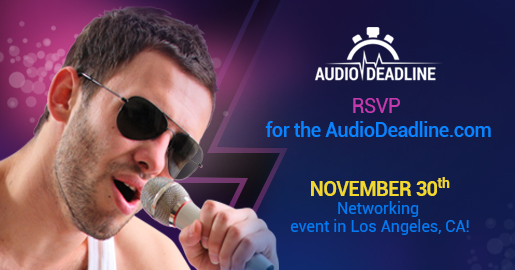 AUDIO DEADLINE
RSVP
for the AudioDeadline.com
NOVEMBER 30th
Networking
event in Los Angeles, CA!